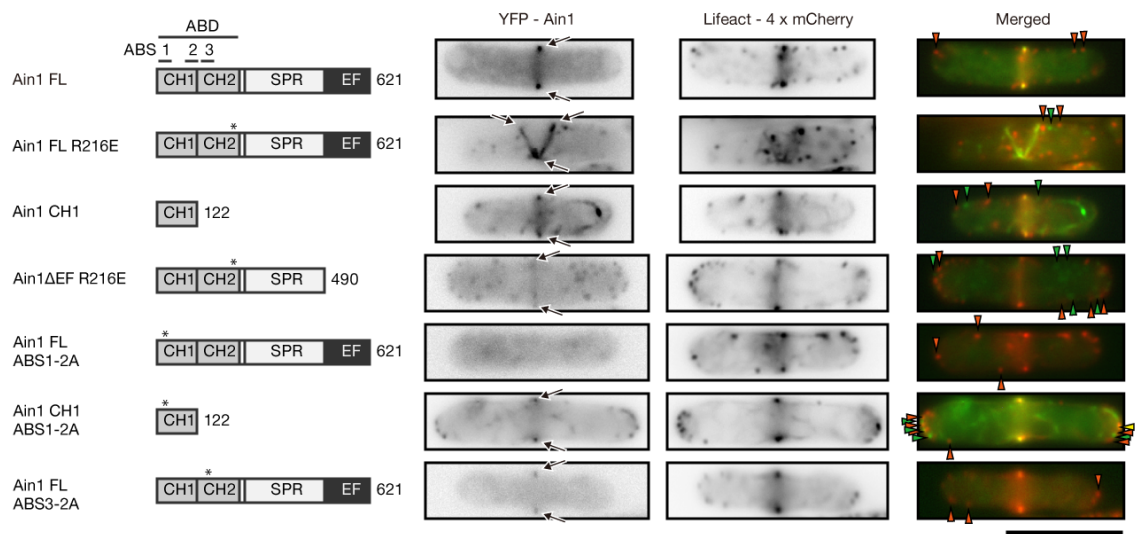 YFP - Ain1 Lifeact - 4 x mCherry Merged
ABD
ABS 1 2 3
Ain1 FL CH1 CH2 SPR EF 621
*
Ain1 FL R216E CH1 CH2 SPR EF 621
Ain1 CH1 CH1 122
*
Ain1ΔEF R216E CH1 CH2 SPR 490
*
Ain1 FL
ABS1-2A CH1 CH2 SPR EF 621
*
Ain1 CH1
ABS1-2A CH1 122
*
Ain1 FL
ABS3-2A CH1 CH2 SPR EF 621